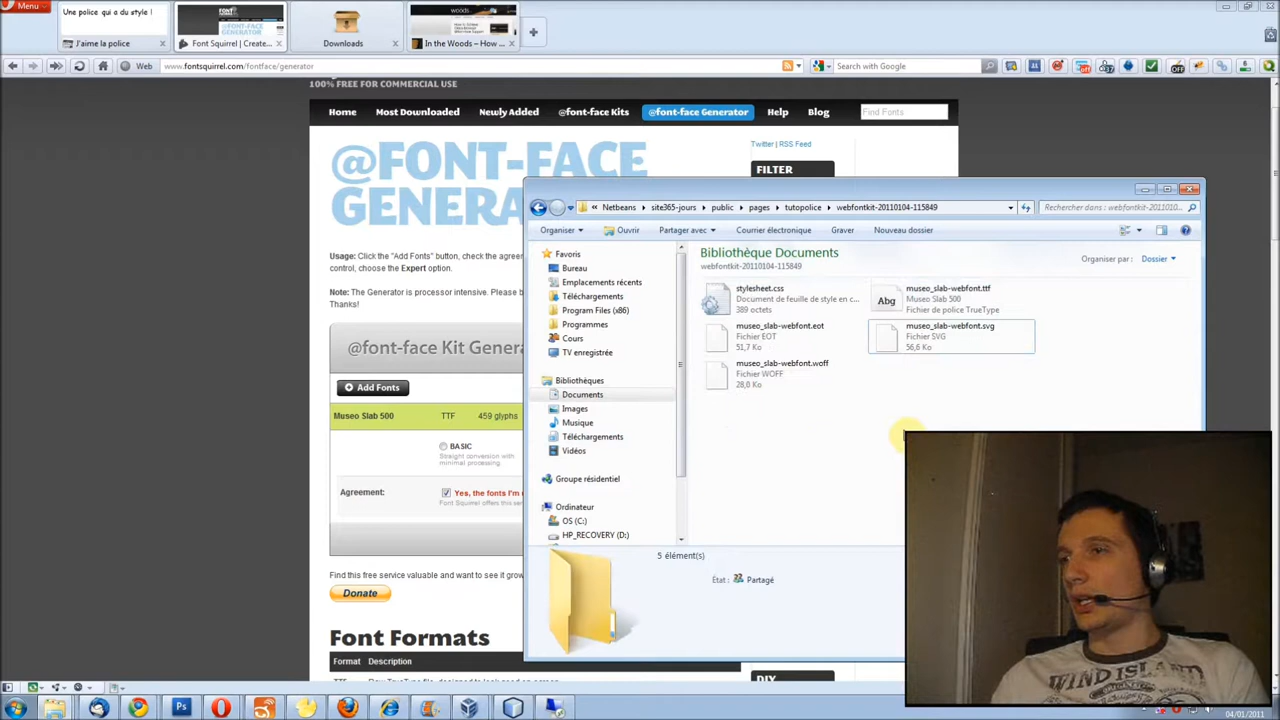 Menu
Une police qui a du style !
J'aime la police
Font Squirrel | Create...
Downloads
In the Woods – How ...
Web
www.fontsquirrel.com/fontface/generator
Search with Google
100% FREE FOR COMMERCIAL USE
Home
Most Downloaded
Newly Added
@font-face Kits
@font-face Generator
Help
Blog
Find Fonts
@FONT-FACE
Twitter | RSS Feed
FILTER
Usage: Click the "Add Fonts" button, check the agree
control, choose the Expert option.
Note: The Generator is processor intensive. Please b
Thanks!
@font-face Kit Genera
Add Fonts
Museo Slab 500
TTF
459 glyphs
BASIC
Straight conversion with
minimal processing.
Agreement:
Yes, the fonts I'm
Font Squirrel offers this se
Find this free service valuable and want to see it grow
Donate
Font Formats
Format
Description
DIY
Netbeans
site365-jours
public
pages
tutopolice
webfontkit-20110104-115849
Rechercher dans : webfontkit-2011010...
Organiser
Ouvrir
Partager avec
Courrier électronique
Graver
Nouveau dossier
Favoris
Bureau
Emplacements récents
Téléchargements
Program Files (x86)
Programmes
Cours
TV enregistrée
Bibliothèques
Documents
Images
Musique
Téléchargements
Vidéos
Groupe résidentiel
Ordinateur
OS (C:)
HP_RECOVERY (D:)
Bibliothèque Documents
webfontkit-20110104-115849
Organiser par :
Dossier
stylesheet.css
Document de feuille de style en c...
389 octets
Abg
museo_slab-webfont.ttf
Museo Slab 500
Fichier de police TrueType
museo_slab-webfont.eot
Fichier EOT
51,7 Ko
museo_slab-webfont.svg
Fichier SVG
56,6 Ko
museo_slab-webfont.woff
Fichier WOFF
28,0 Ko
5 élément(s)
État :
Partagé
WIND
Ps
04/01/2011